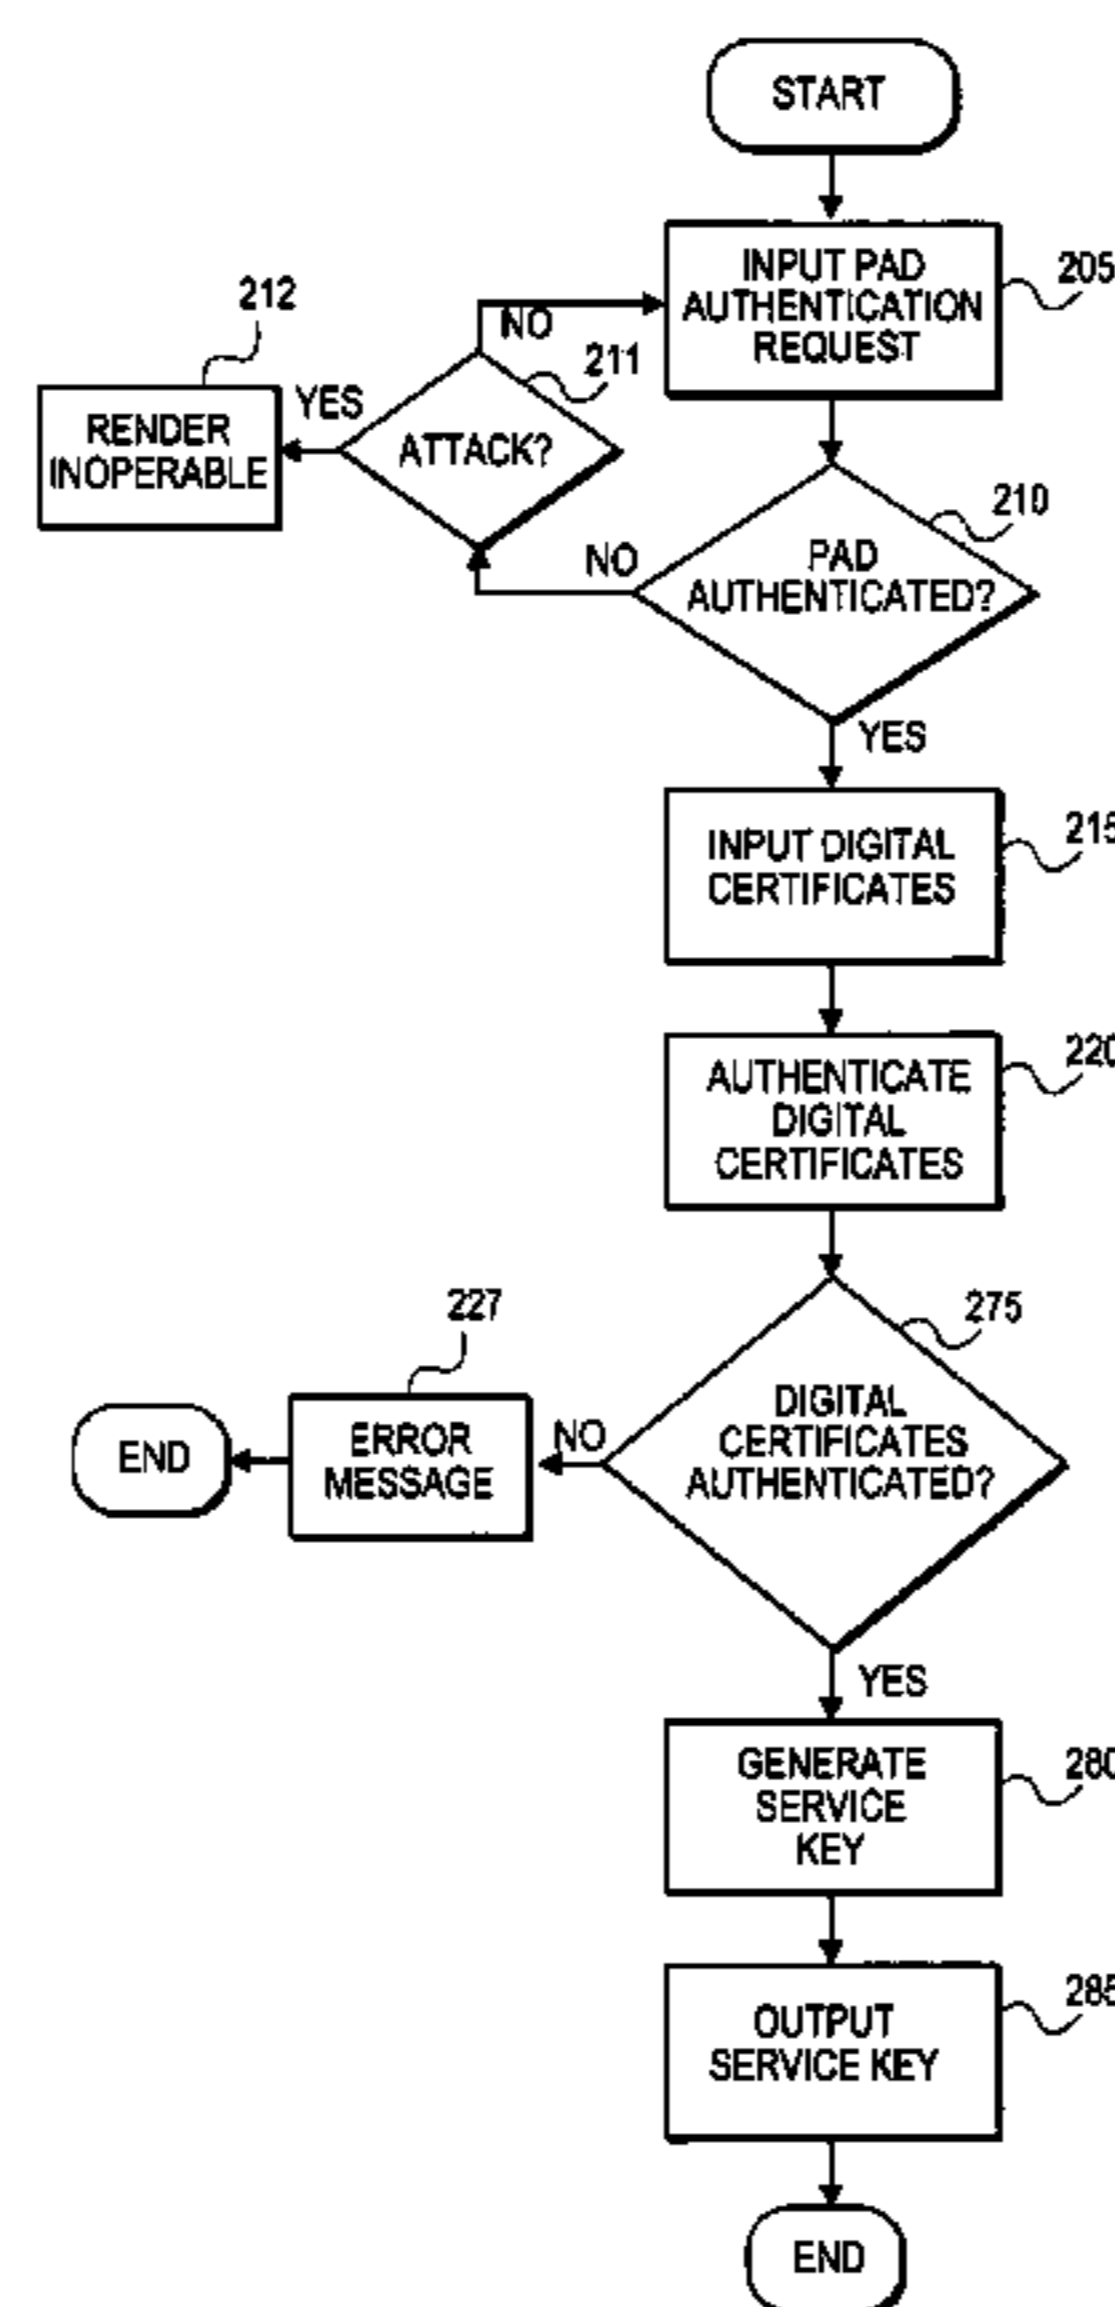 START
INPUT PAD
AUTHENTICATION
REQUEST
205
212
NO
211
YES
RENDER
INOPERABLE
ATTACK?
210
NO
PAD
AUTHENTICATED?
YES
INPUT DIGITAL
CERTIFICATES
215
AUTHENTICATE
DIGITAL
CERTIFICATES
220
227
275
END
ERROR
MESSAGE
NO
DIGITAL
CERTIFICATES
AUTHENTICATED?
YES
GENERATE
SERVICE
KEY
280
OUTPUT
SERVICE KEY
285
END